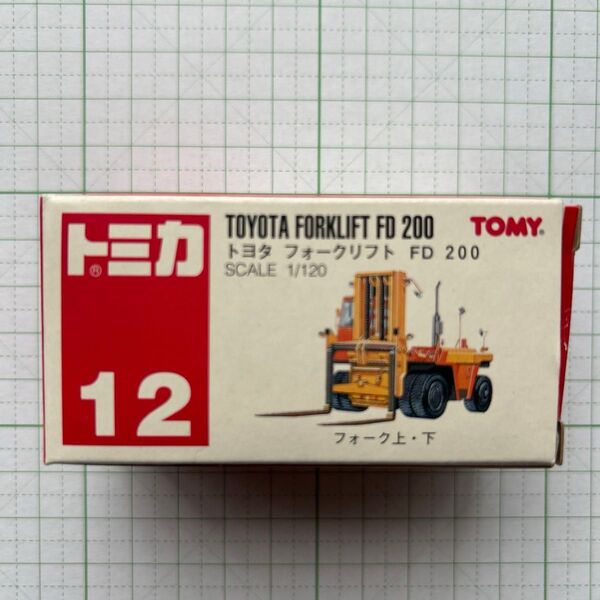 トミカ®
12
TOYOTA FORKLIFT FD 200
トヨタ フォークリフト FD 200
SCALE 1/120
TOMY®
フォーク上・下